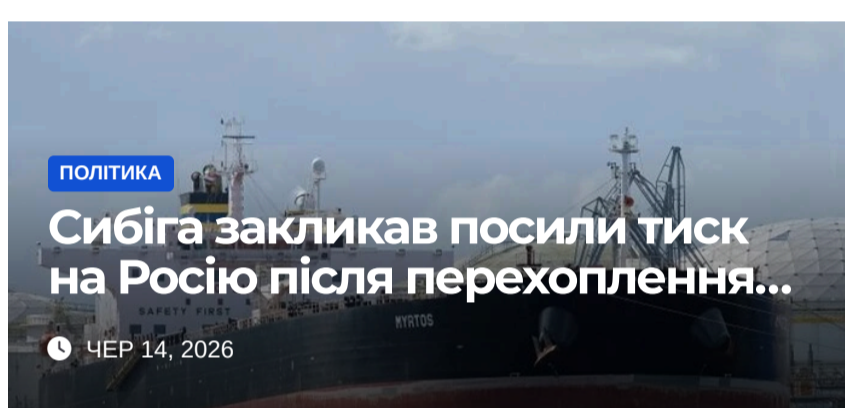 ПОЛІТИКА
Сибіга закликав посили тиск
на Росію після перехоплення...
SAFETY FIRST
MYRTOS
ЧЕР 14, 2026